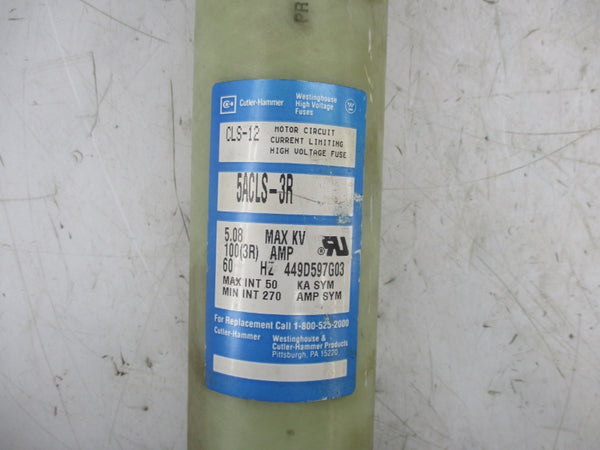 PR
Cutler-Hammer
Westinghouse
High Voltage
Fuses
CLS-12
MOTOR CIRCUIT
CURRENT LIMITING
HIGH VOLTAGE FUSE
5ACLS-3R
5.08 MAX KV
100(3R) AMP
60 HZ 449D597G03
MAX INT 50 KA SYM
MIN INT 270 AMP SYM
For Replacement Call 1-800-525-2000
Cutler-Hammer
Westinghouse &
Cutler-Hammer Products
Pittsburgh, PA 15220